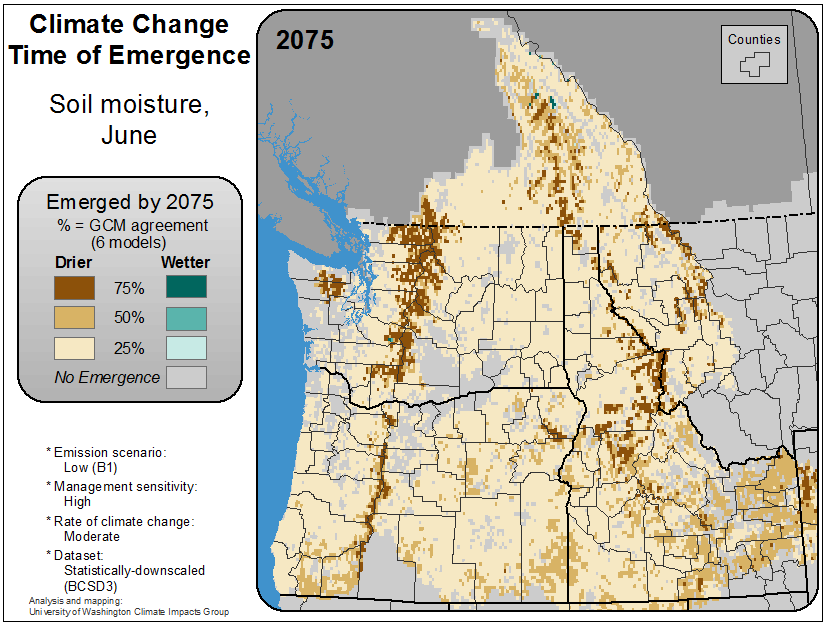 Climate Change
Time of Emergence
Soil moisture,
June
Emerged by 2075
% = GCM agreement
(6 models)
Drier
Wetter
75%
50%
25%
No Emergence
* Emission scenario:
Low (B1)
* Management sensitivity:
High
* Rate of climate change:
Moderate
* Dataset:
Statistically-downscaled
(BCSD3)
Analysis and mapping:
University of Washington Climate Impacts Group
2075
Counties